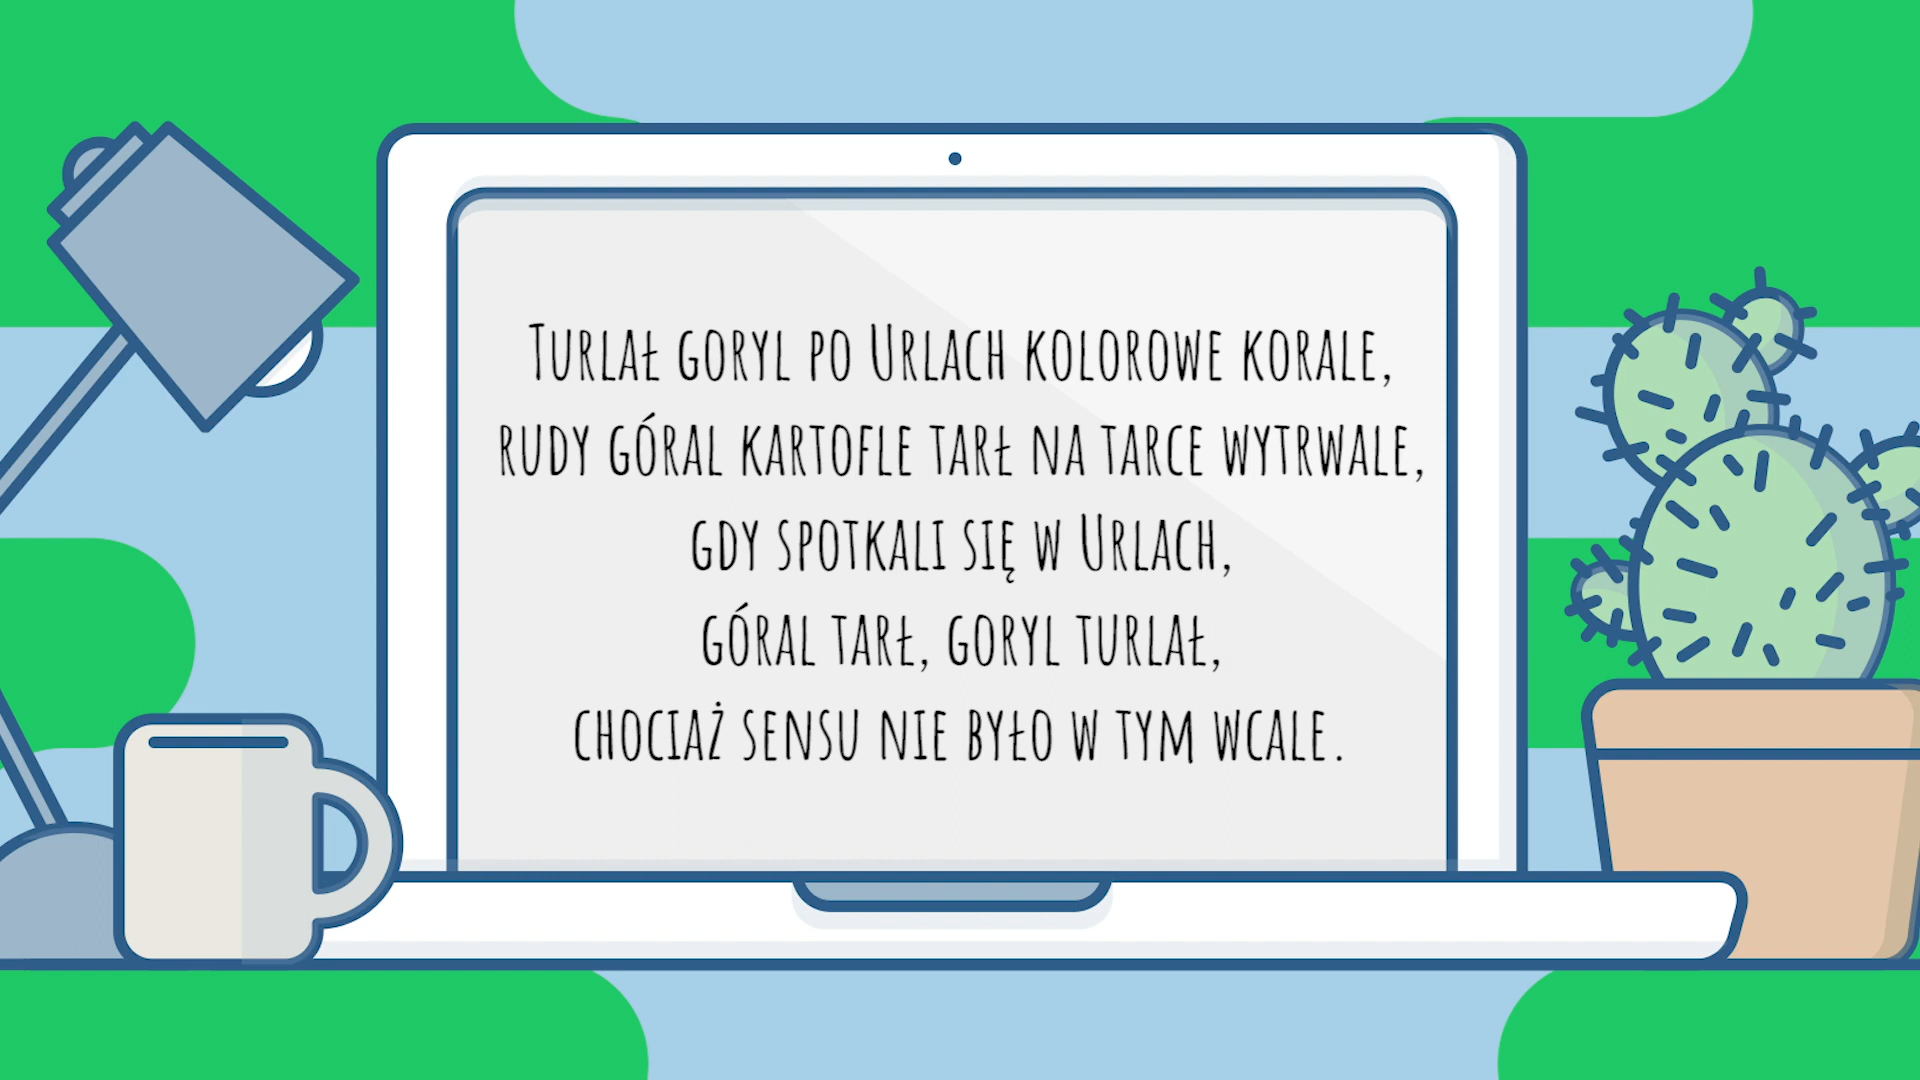 Turlał goryl po Urlach kolorowe korale,
rudy góral kartofle tarł na tarce wytrwale,
gdy spotkali się w Urlach,
góral tarł, goryl turlał,
chociaż sensu nie było w tym wcale.